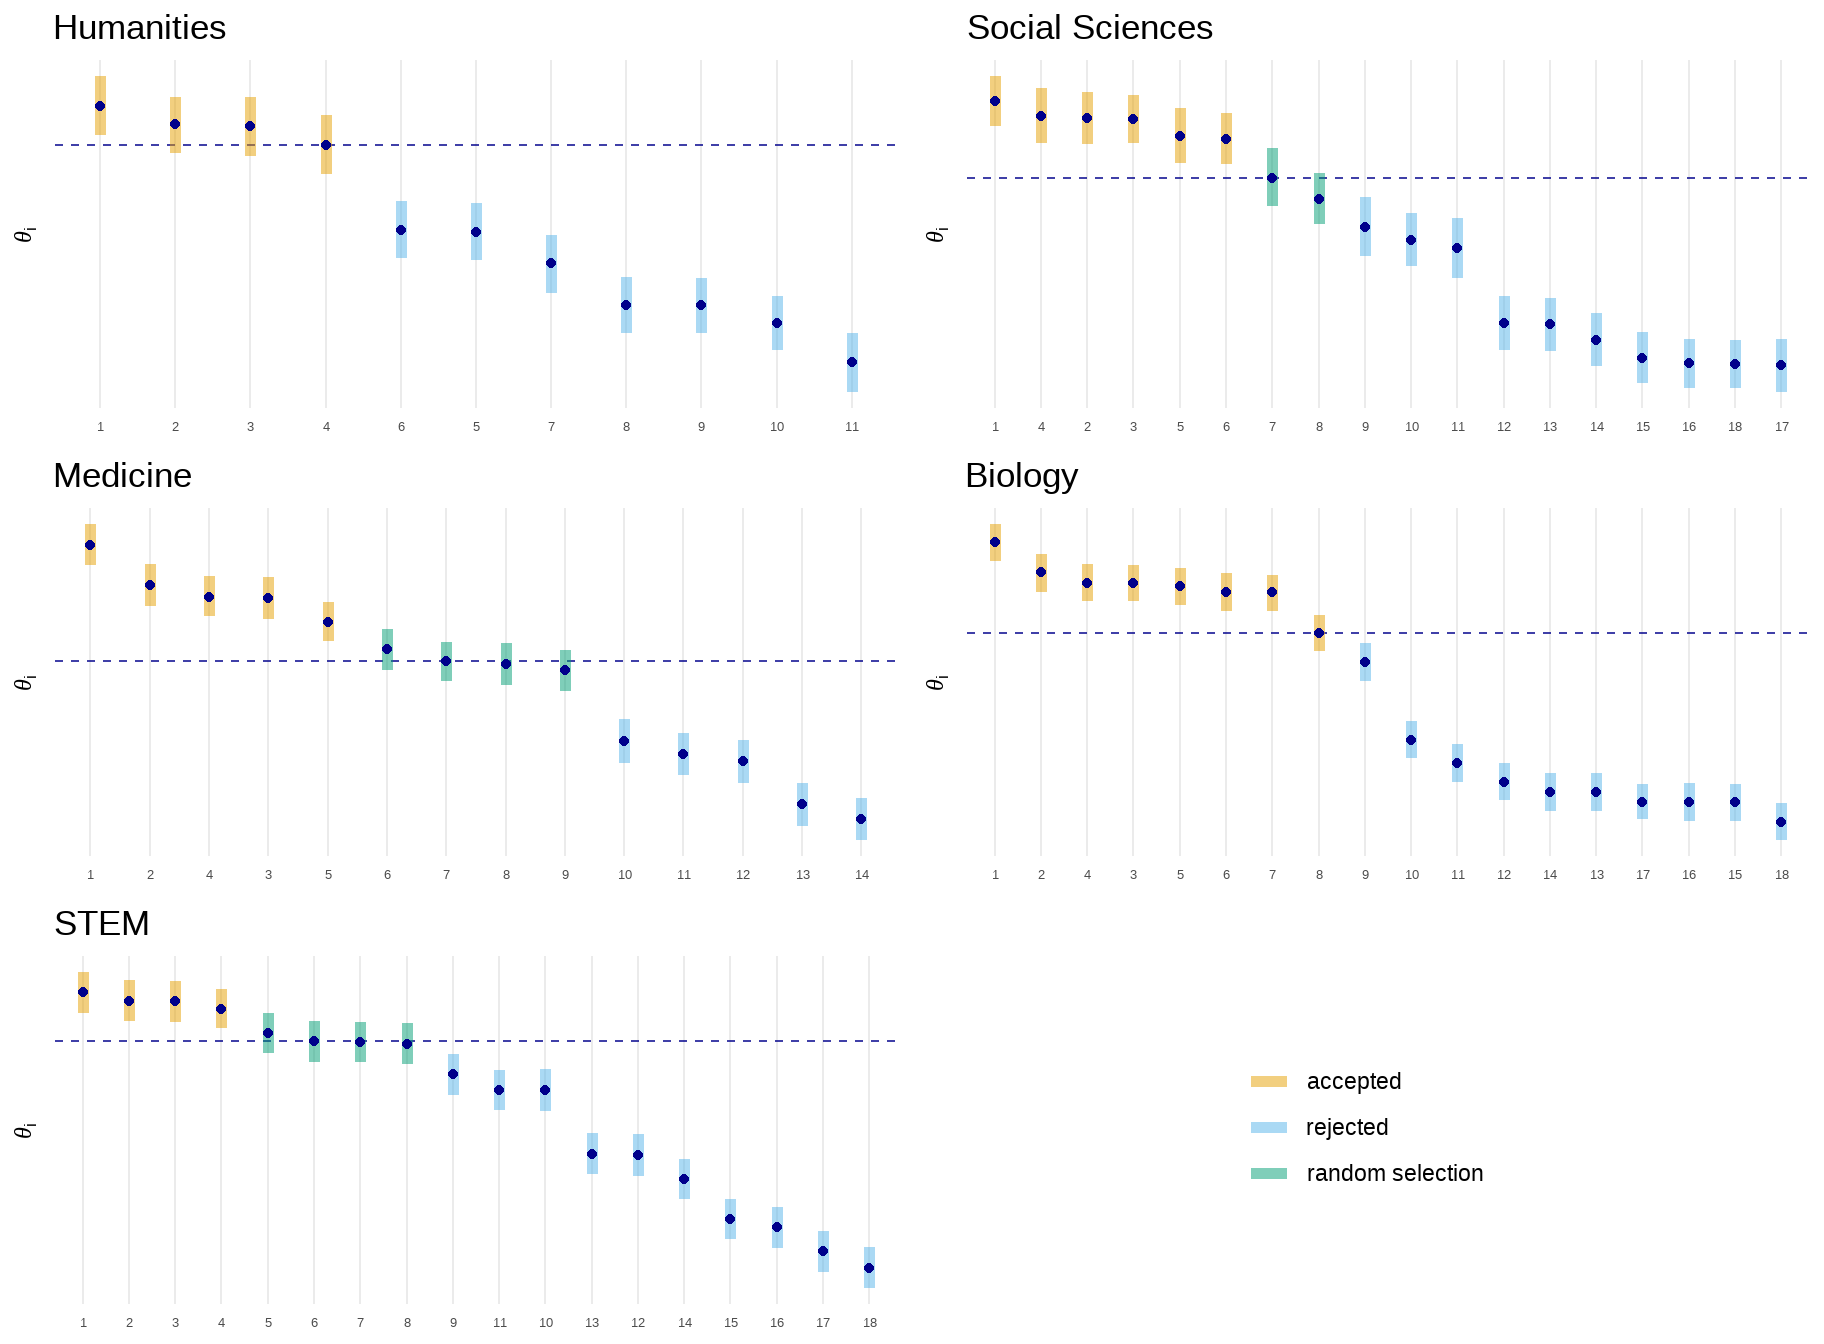 Humanities
θi
1 2 3 4 6 5 7 8 9 10 11
Social Sciences
θi
1 4 2 3 5 6 7 8 9 10 11 12 13 14 15 16 18 17
Medicine
θi
1 2 4 3 5 6 7 8 9 10 11 12 13 14
Biology
θi
1 2 4 3 5 6 7 8 9 10 11 12 14 13 17 16 15 18
STEM
θi
1 2 3 4 5 6 7 8 9 11 10 13 12 14 15 16 17 18
accepted
rejected
random selection